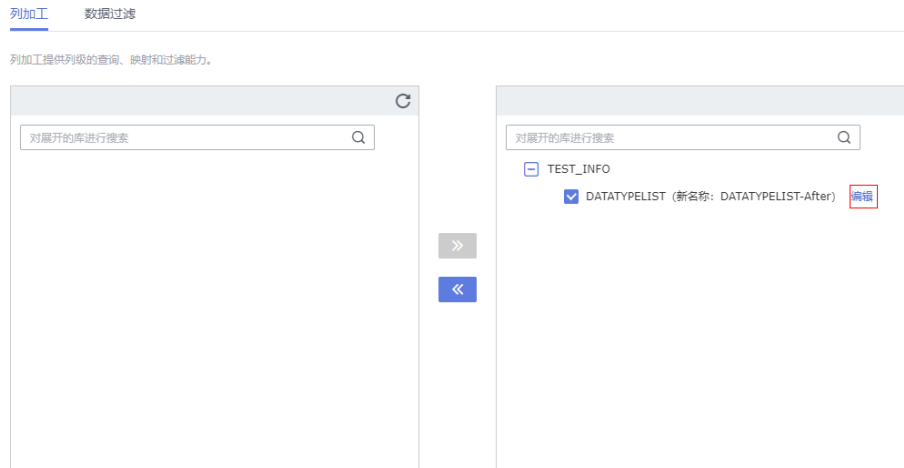 列加工 数据过滤
列加工提供列级的查询、映射和过滤能力。
对展开的库进行搜索
对展开的库进行搜索
TEST_INFO
DATATYPELIST (新名称: DATATYPELIST-After) 编辑